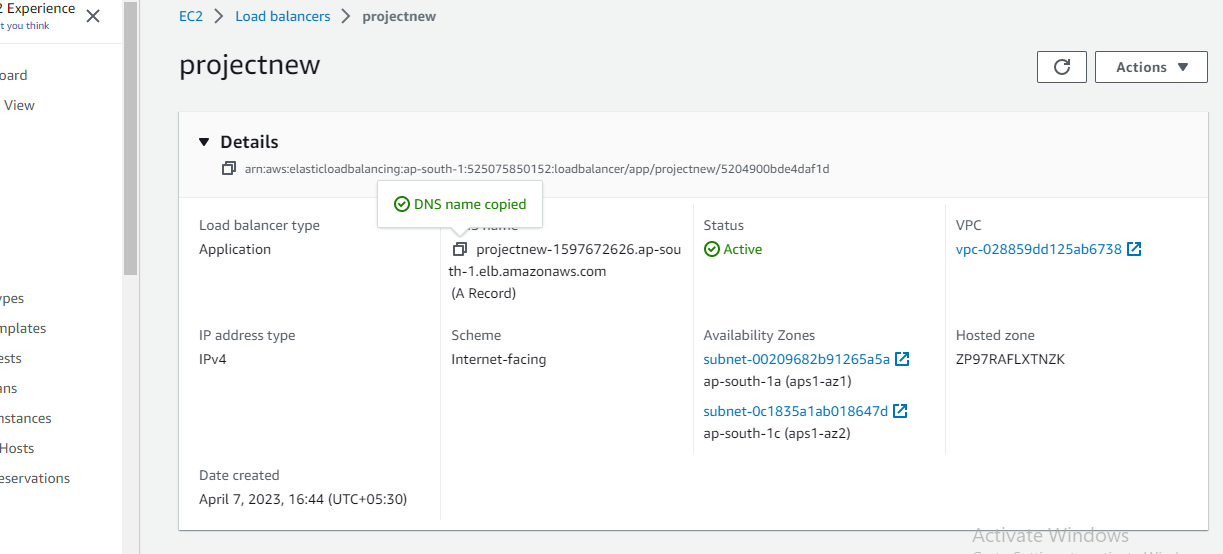 2 Experience
t you think
EC2 > Load balancers > projectnew
projectnew
Actions
oard
View
ypes
mplates
ests
ans
nstances
Hosts
eservations
Details
arn:aws:elasticloadbalancing:ap-south-1:525075850152:loadbalancer/app/projectnew/5204900bde4daf1d
DNS name copied
Load balancer type
Application
name
projectnew-1597672626.ap-sou
th-1.elb.amazonaws.com
(A Record)
Status
Active
VPC
vpc-028859dd125ab6738
IP address type
IPv4
Scheme
Internet-facing
Availability Zones
subnet-00209682b91265a5a
ap-south-1a (aps1-az1)
subnet-0c1835a1ab018647d
ap-south-1c (aps1-az2)
Hosted zone
ZP97RAFLXTNZK
Date created
April 7, 2023, 16:44 (UTC+05:30)
Activate Windows